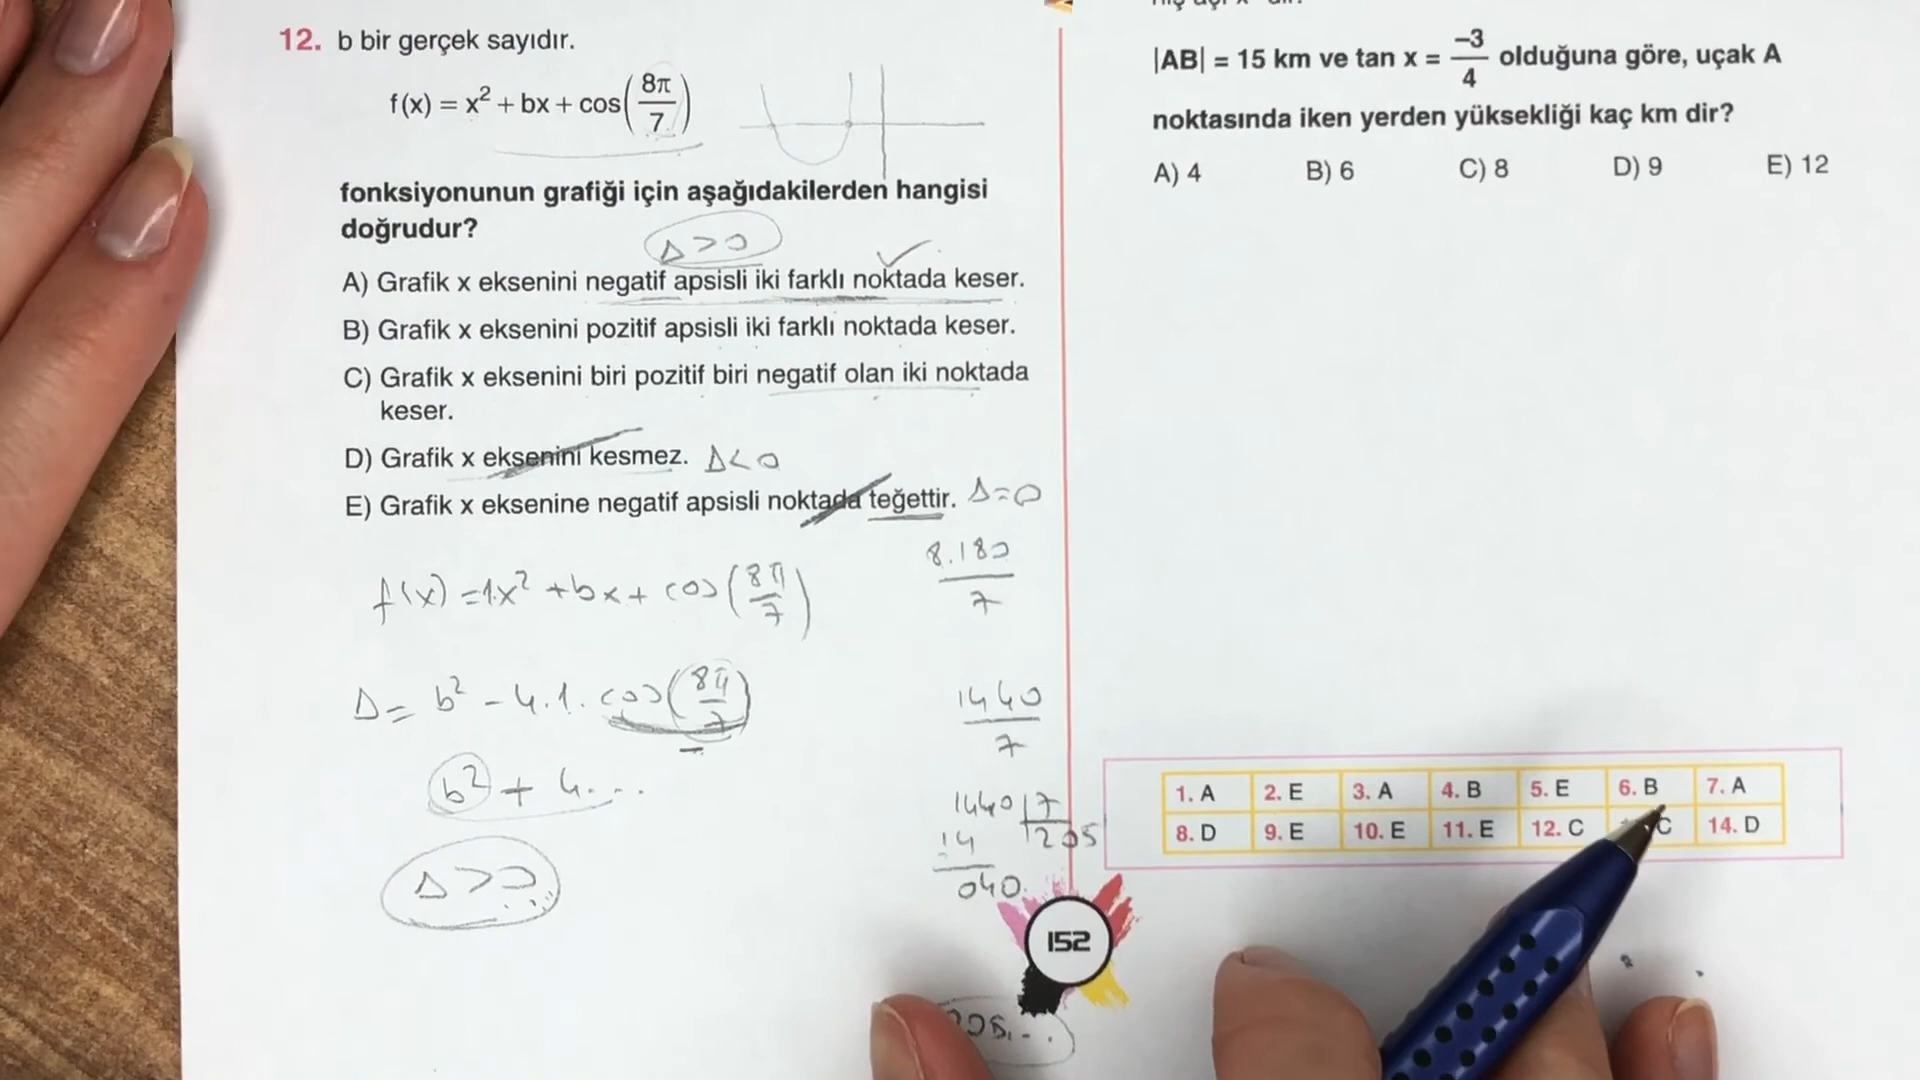 12. b bir gerçek sayıdır.
f(x) = x² + bx + cos(8π/7)
fonksiyonunun grafiği için aşağıdakilerden hangisi
doğrudur?
Δ>0
A) Grafik x eksenini negatif apsisli iki farklı noktada keser.
B) Grafik x eksenini pozitif apsisli iki farklı noktada keser.
C) Grafik x eksenini biri pozitif biri negatif olan iki noktada
keser.
D) Grafik x eksenini kesmez. Δ<0
E) Grafik x eksenine negatif apsisli noktada teğettir. Δ=0
f(x) = 1x² + bx + cos(8π/7)
Δ = b² - 4.1. cos(8π/7)
-
b² + 4...
Δ>0
8.180
7
1440
7
1440 7
14 205
040
152
|AB| = 15 km ve tan x = -3/4 olduğuna göre, uçak A
noktasında iken yerden yüksekliği kaç km dir?
A) 4 B) 6 C) 8 D) 9 E) 12
1. A 2. E 3. A 4. B 5. E 6. B 7. A
8. D 9. E 10. E 11. E 12. C C 14. D